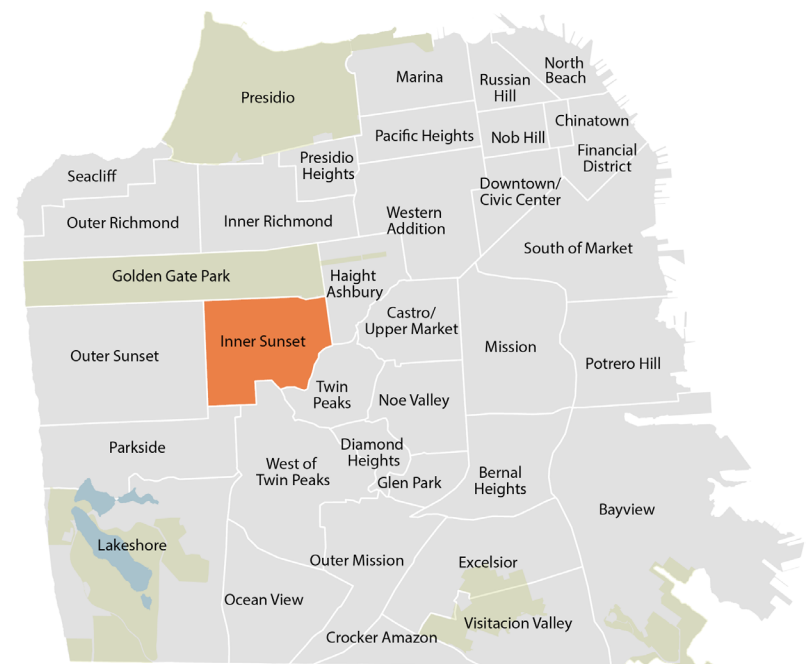 Presidio
Marina
Russian
Hill
North
Beach
Pacific Heights
Nob Hill
Chinatown
Financial
District
Seacliff
Presidio
Heights
Outer Richmond
Inner Richmond
Western
Addition
Downtown/
Civic Center
South of Market
Golden Gate Park
Haight
Ashbury
Castro/
Upper Market
Outer Sunset
Inner Sunset
Mission
Potrero Hill
Twin
Peaks
Noe Valley
Parkside
West of
Twin Peaks
Diamond
Heights
Glen Park
Bernal
Heights
Bayview
Lakeshore
Outer Mission
Excelsior
Ocean View
Crocker Amazon
Visitacion Valley